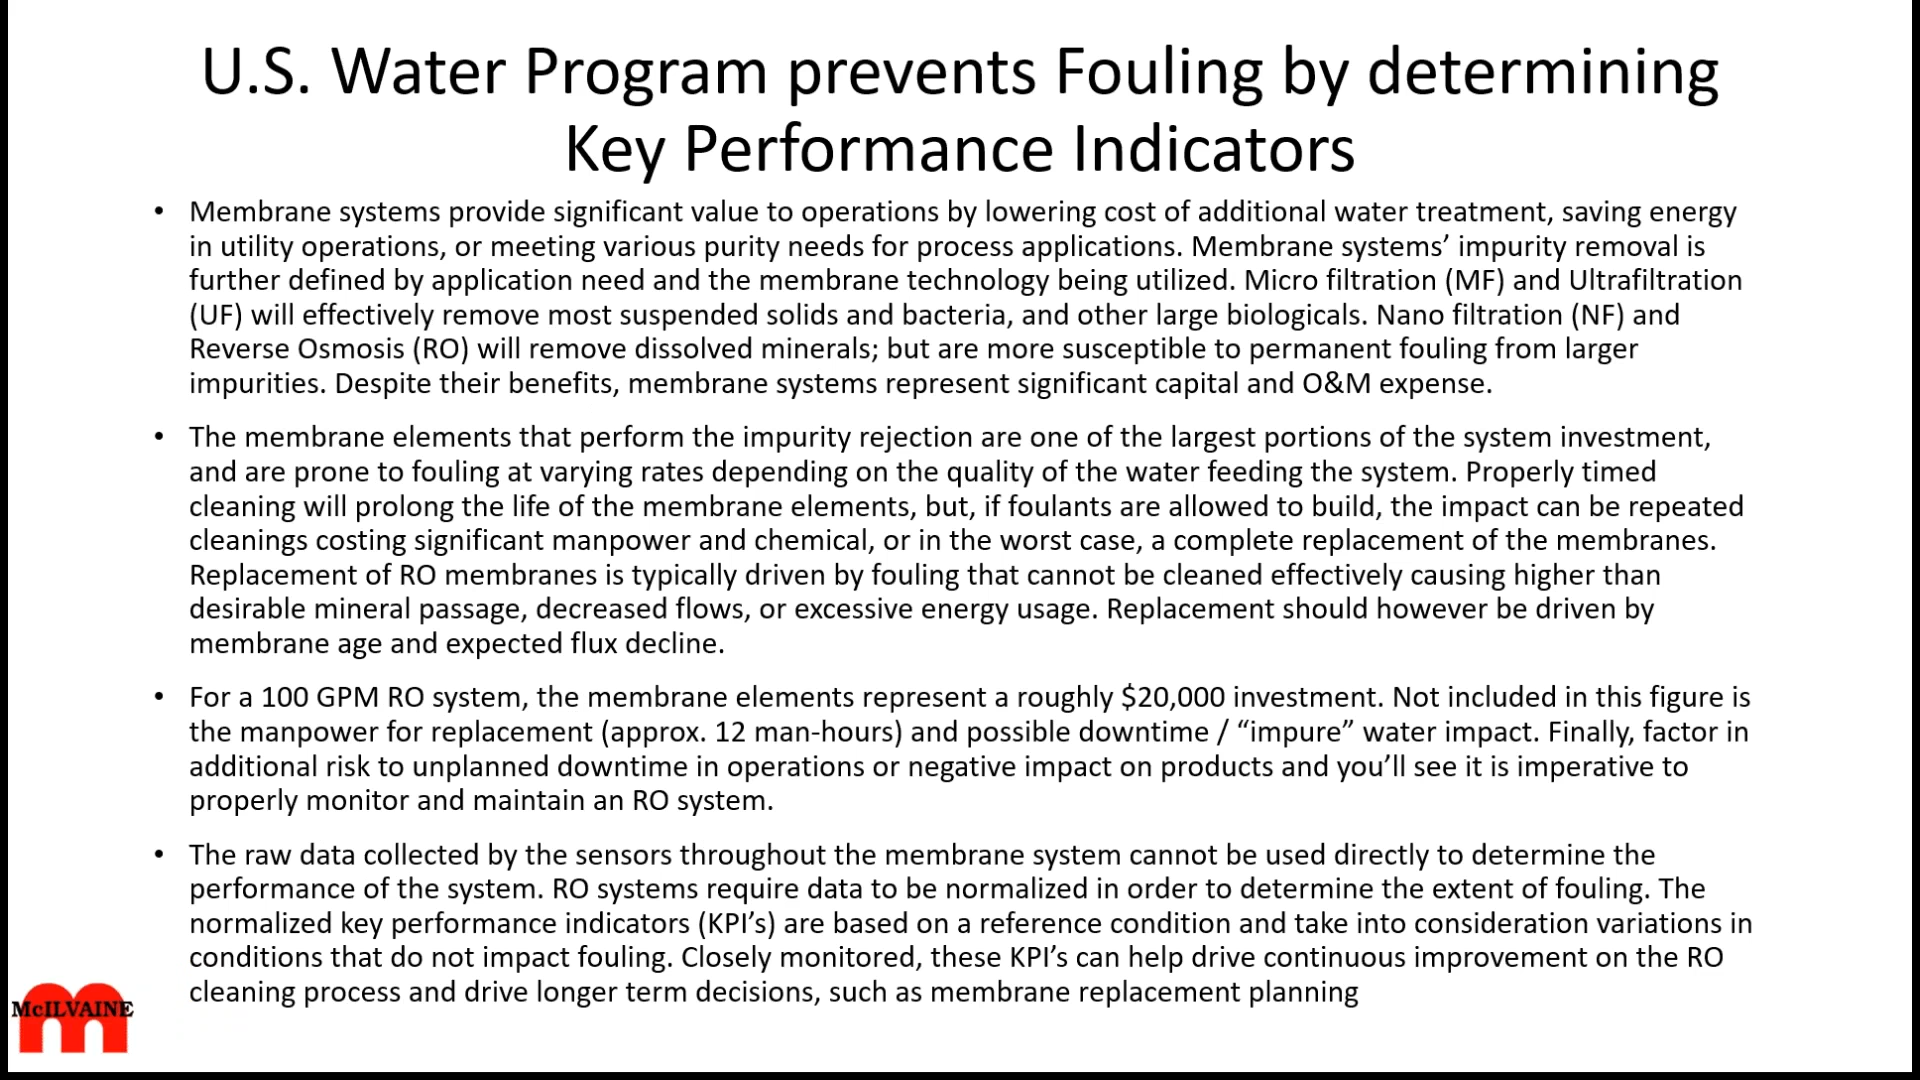 U.S. Water Program prevents Fouling by determining
Key Performance Indicators
• Membrane systems provide significant value to operations by lowering cost of additional water treatment, saving energy
in utility operations, or meeting various purity needs for process applications. Membrane systems’ impurity removal is
further defined by application need and the membrane technology being utilized. Micro filtration (MF) and Ultrafiltration
(UF) will effectively remove most suspended solids and bacteria, and other large biologicals. Nano filtration (NF) and
Reverse Osmosis (RO) will remove dissolved minerals; but are more susceptible to permanent fouling from larger
impurities. Despite their benefits, membrane systems represent significant capital and O&M expense.
• The membrane elements that perform the impurity rejection are one of the largest portions of the system investment,
and are prone to fouling at varying rates depending on the quality of the water feeding the system. Properly timed
cleaning will prolong the life of the membrane elements, but, if foulants are allowed to build, the impact can be repeated
cleanings costing significant manpower and chemical, or in the worst case, a complete replacement of the membranes.
Replacement of RO membranes is typically driven by fouling that cannot be cleaned effectively causing higher than
desirable mineral passage, decreased flows, or excessive energy usage. Replacement should however be driven by
membrane age and expected flux decline.
• For a 100 GPM RO system, the membrane elements represent a roughly $20,000 investment. Not included in this figure is
the manpower for replacement (approx. 12 man-hours) and possible downtime / “impure” water impact. Finally, factor in
additional risk to unplanned downtime in operations or negative impact on products and you’ll see it is imperative to
properly monitor and maintain an RO system.
• The raw data collected by the sensors throughout the membrane system cannot be used directly to determine the
performance of the system. RO systems require data to be normalized in order to determine the extent of fouling. The
normalized key performance indicators (KPI’s) are based on a reference condition and take into consideration variations in
conditions that do not impact fouling. Closely monitored, these KPI’s can help drive continuous improvement on the RO
cleaning process and drive longer term decisions, such as membrane replacement planning
McILVAINE